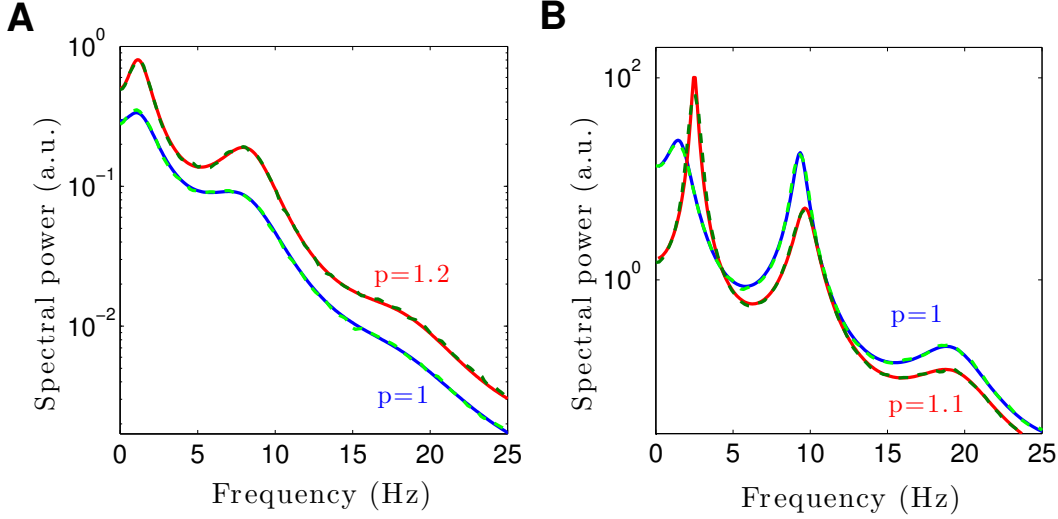 A
10^0
10^-1
10^-2
Spectral power (a.u.)
p=1.2
p=1
0 5 10 15 20 25
Frequency (Hz)
B
10^2
10^0
Spectral power (a.u.)
p=1
p=1.1
0 5 10 15 20 25
Frequency (Hz)